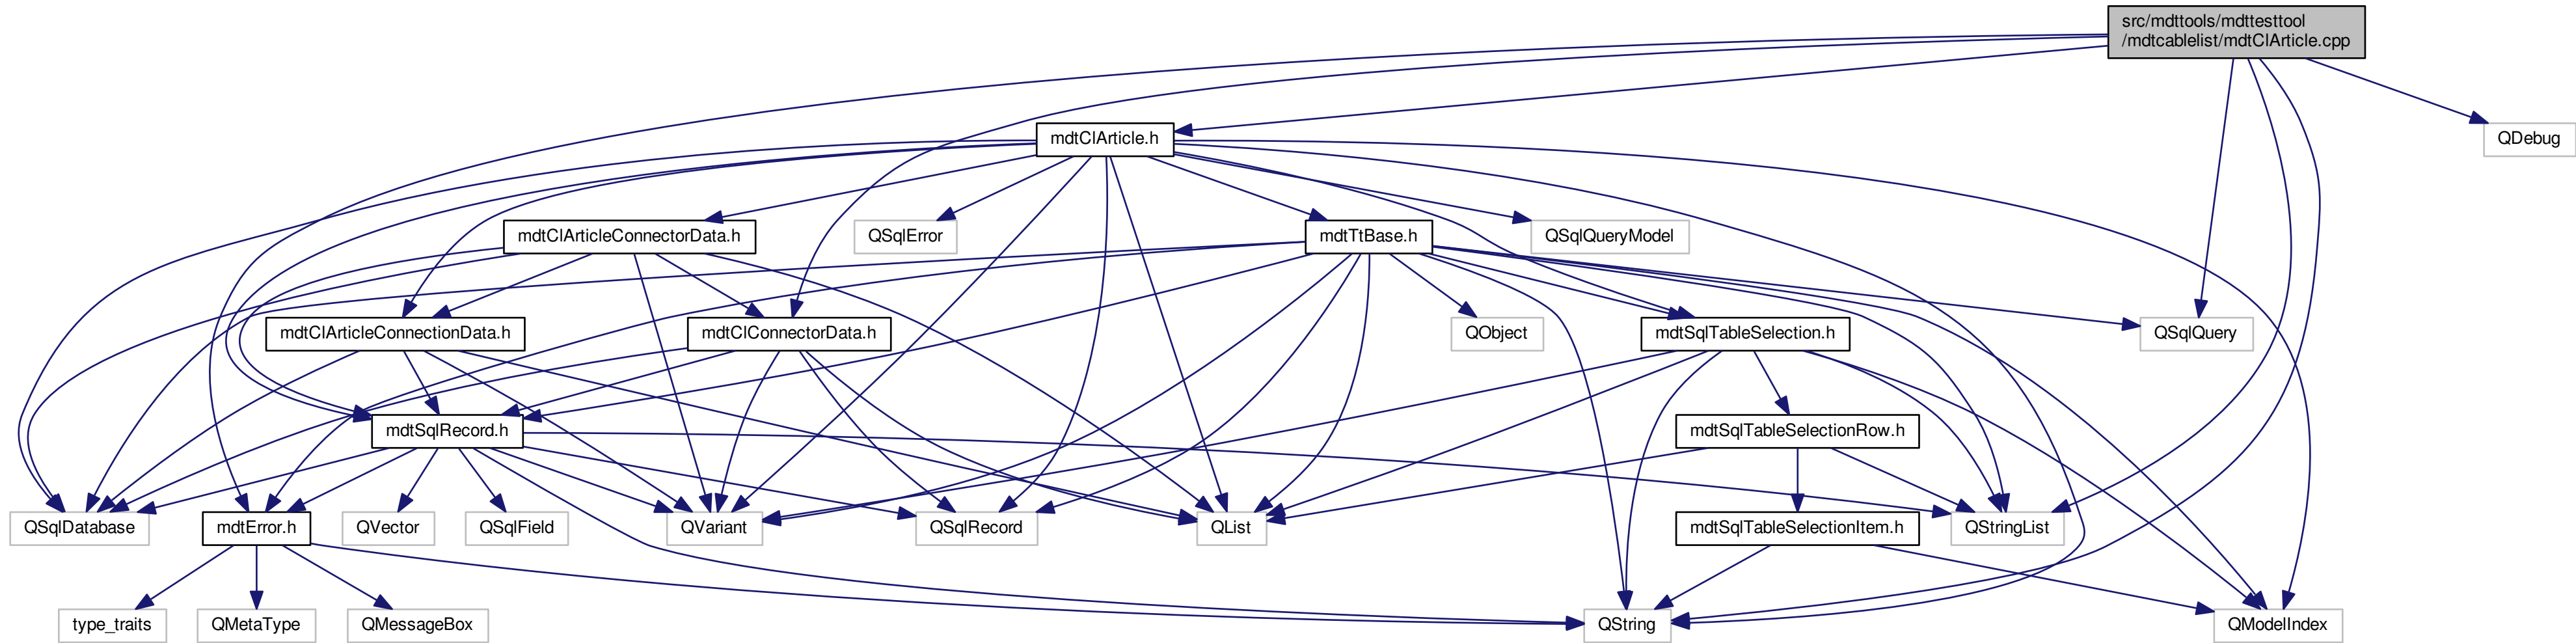 src/mdttools/mdttesttool
/mdtcablelist/mdtClArticle.cpp
mdtClArticle.h
QDebug
mdtClArticleConnectorData.h
QSqlError
mdtTtBase.h
QSqlQueryModel
mdtClArticleConnectionData.h
mdtClConnectorData.h
QObject
mdtSqlTableSelection.h
QSqlQuery
mdtSqlRecord.h
mdtSqlTableSelectionRow.h
QSqlDatabase
mdtError.h
QVector
QSqlField
QVariant
QSqlRecord
QList
mdtSqlTableSelectionItem.h
QStringList
type_traits
QMetaType
QMessageBox
QString
QModelIndex